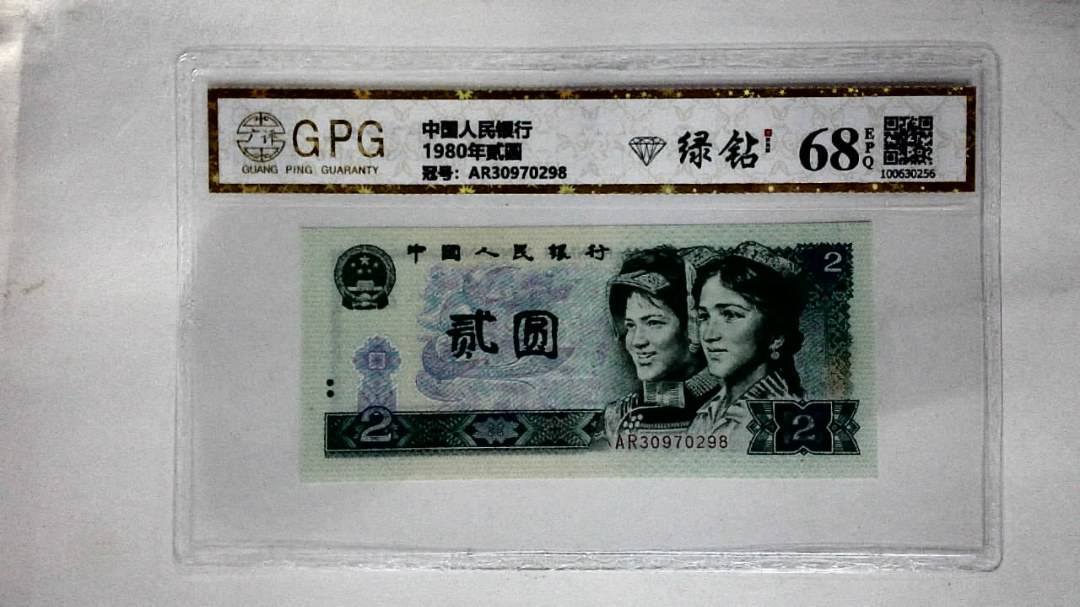 GPG
GUANG PING GUARANTY
中国人民银行
1980年贰圆
冠号：AR30970298
绿钻
68
EPQ
100630256
中国人民银行
2
贰圆
2
AR30970298
2